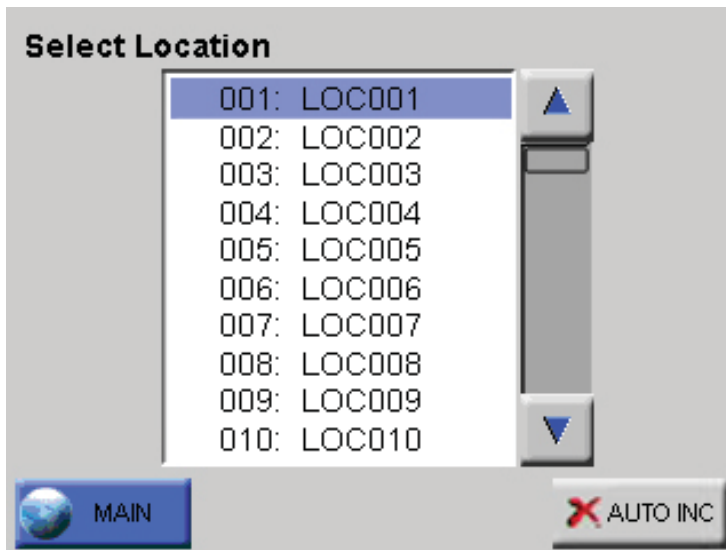 Select Location
001: LOC001
002: LOC002
003: LOC003
004: LOC004
005: LOC005
006: LOC006
007: LOC007
008: LOC008
009: LOC009
010: LOC010
MAIN
AUTO INC